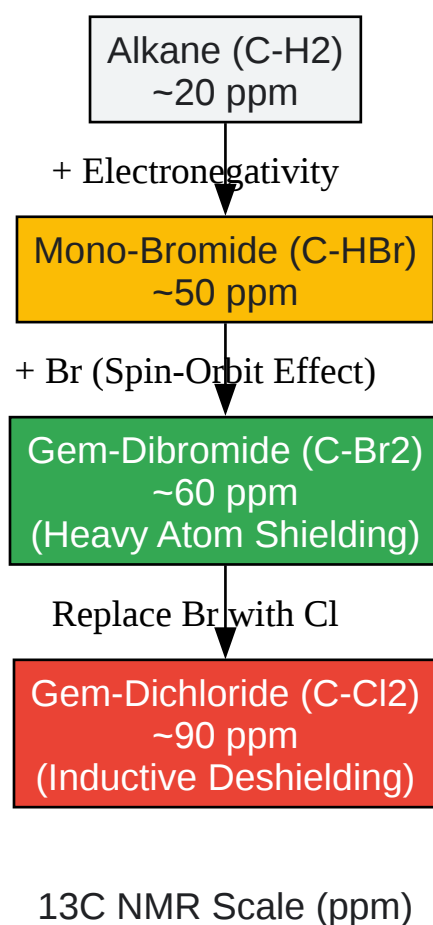 Alkane (C-H2)
~20 ppm
+ Electronegativity
Mono-Bromide (C-HBr)
~50 ppm
+ Br (Spin-Orbit Effect)
Gem-Dibromide (C-Br2)
~60 ppm
(Heavy Atom Shielding)
Replace Br with Cl
Gem-Dichloride (C-Cl2)
~90 ppm
(Inductive Deshielding)
13C NMR Scale (ppm)